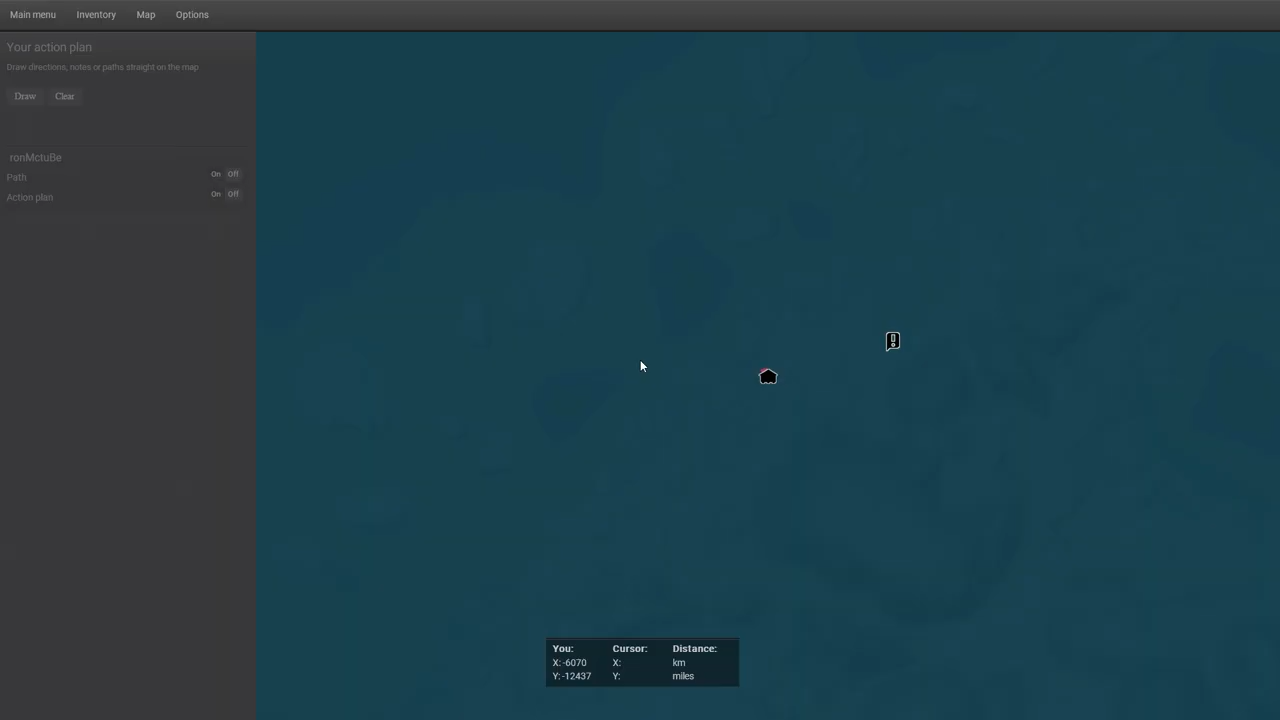 Main menu Inventory Map Options
Your action plan
Draw directions, notes or paths straight on the map
Draw Clear
ronMctuBe
Path On Off
Action plan On Off
You: Cursor: Distance:
X:-6070 X: km
Y:-12437 Y: miles